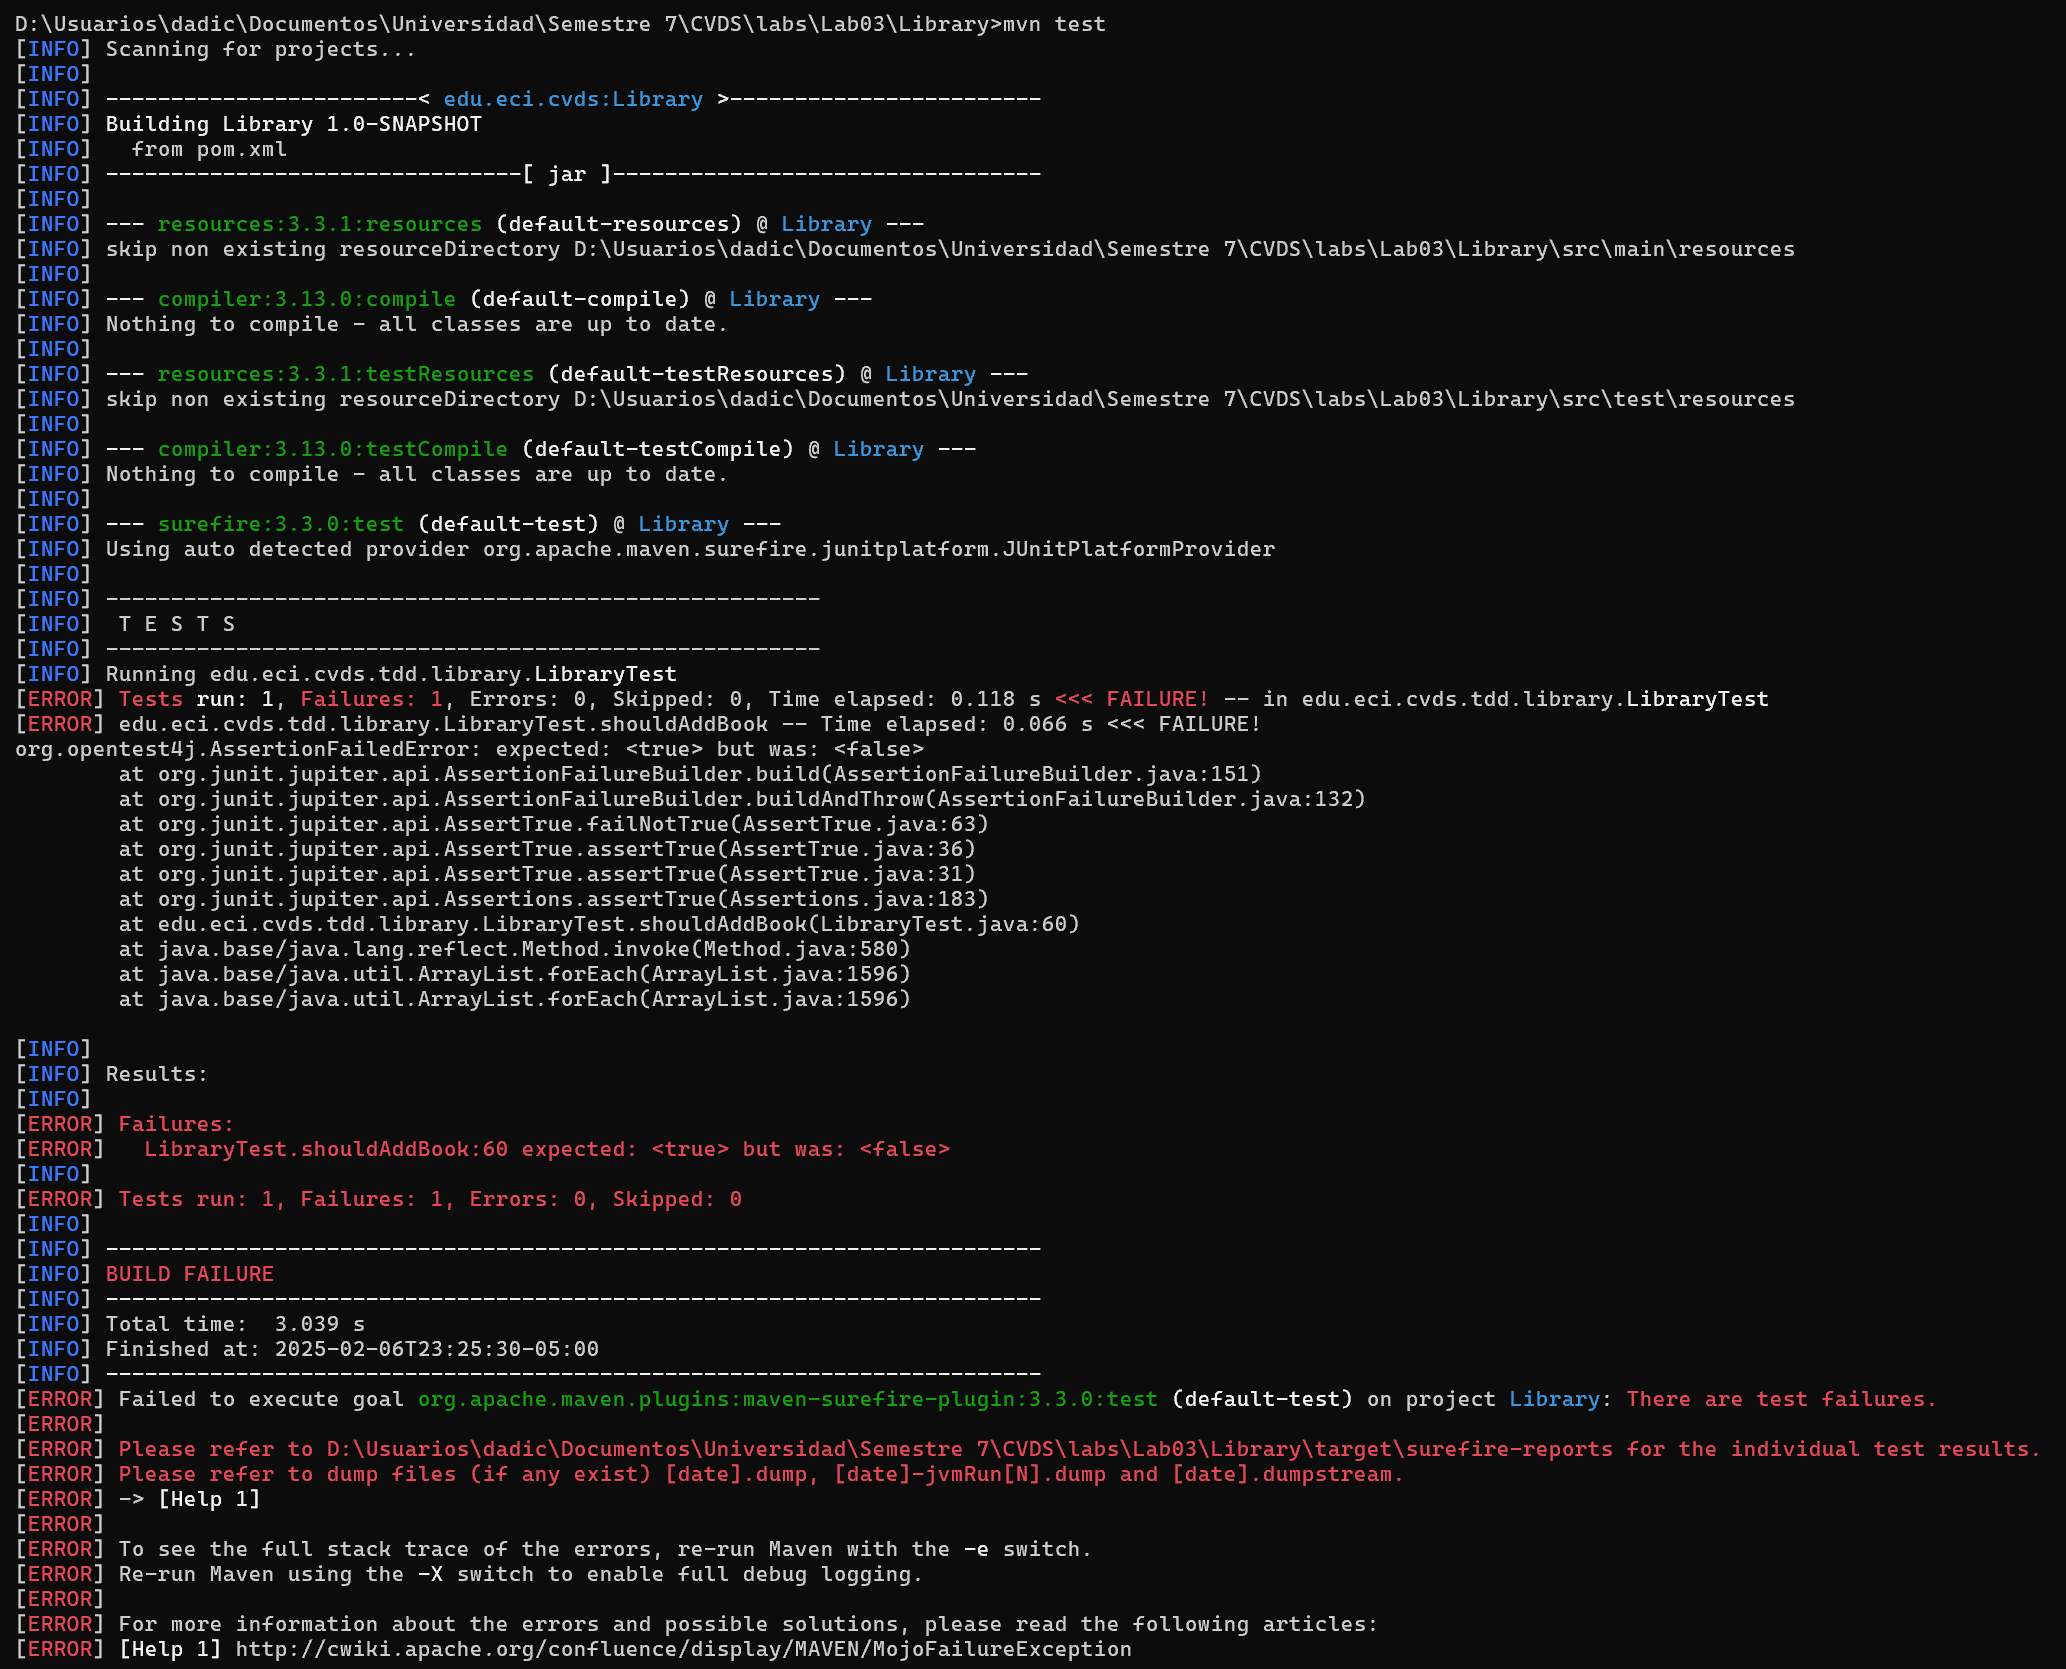 D:\Usuarios\dadic\Documentos\Universidad\Semestre 7\CVDS\labs\Lab03\Library>mvn test
[INFO] Scanning for projects...
[INFO]
[INFO] ------------------------< edu.eci.cvds:Library >------------------------
[INFO] Building Library 1.0-SNAPSHOT
[INFO]   from pom.xml
[INFO] --------------------------------[ jar ]---------------------------------
[INFO]
[INFO] --- resources:3.3.1:resources (default-resources) @ Library ---
[INFO] skip non existing resourceDirectory D:\Usuarios\dadic\Documentos\Universidad\Semestre 7\CVDS\labs\Lab03\Library\src\main\resources
[INFO]
[INFO] --- compiler:3.13.0:compile (default-compile) @ Library ---
[INFO] Nothing to compile - all classes are up to date.
[INFO]
[INFO] --- resources:3.3.1:testResources (default-testResources) @ Library ---
[INFO] skip non existing resourceDirectory D:\Usuarios\dadic\Documentos\Universidad\Semestre 7\CVDS\labs\Lab03\Library\src\test\resources
[INFO]
[INFO] --- compiler:3.13.0:testCompile (default-testCompile) @ Library ---
[INFO] Nothing to compile - all classes are up to date.
[INFO]
[INFO] --- surefire:3.3.0:test (default-test) @ Library ---
[INFO] Using auto detected provider org.apache.maven.surefire.junitplatform.JUnitPlatformProvider
[INFO]
[INFO] -------------------------------------------------------
[INFO]  T E S T S
[INFO] -------------------------------------------------------
[INFO] Running edu.eci.cvds.tdd.library.LibraryTest
[ERROR] Tests run: 1, Failures: 1, Errors: 0, Skipped: 0, Time elapsed: 0.118 s <<< FAILURE! -- in edu.eci.cvds.tdd.library.LibraryTest
[ERROR] edu.eci.cvds.tdd.library.LibraryTest.shouldAddBook -- Time elapsed: 0.066 s <<< FAILURE!
org.opentest4j.AssertionFailedError: expected: <true> but was: <false>
        at org.junit.jupiter.api.AssertionFailureBuilder.build(AssertionFailureBuilder.java:151)
        at org.junit.jupiter.api.AssertionFailureBuilder.buildAndThrow(AssertionFailureBuilder.java:132)
        at org.junit.jupiter.api.AssertTrue.failNotTrue(AssertTrue.java:63)
        at org.junit.jupiter.api.AssertTrue.assertTrue(AssertTrue.java:36)
        at org.junit.jupiter.api.AssertTrue.assertTrue(AssertTrue.java:31)
        at org.junit.jupiter.api.Assertions.assertTrue(Assertions.java:183)
        at edu.eci.cvds.tdd.library.LibraryTest.shouldAddBook(LibraryTest.java:60)
        at java.base/java.lang.reflect.Method.invoke(Method.java:580)
        at java.base/java.util.ArrayList.forEach(ArrayList.java:1596)
        at java.base/java.util.ArrayList.forEach(ArrayList.java:1596)

[INFO]
[INFO] Results:
[INFO]
[ERROR] Failures:
[ERROR]   LibraryTest.shouldAddBook:60 expected: <true> but was: <false>
[INFO]
[ERROR] Tests run: 1, Failures: 1, Errors: 0, Skipped: 0
[INFO]
[INFO] ------------------------------------------------------------------------
[INFO] BUILD FAILURE
[INFO] ------------------------------------------------------------------------
[INFO] Total time:  3.039 s
[INFO] Finished at: 2025-02-06T23:25:30-05:00
[INFO] ------------------------------------------------------------------------
[ERROR] Failed to execute goal org.apache.maven.plugins:maven-surefire-plugin:3.3.0:test (default-test) on project Library: There are test failures.
[ERROR]
[ERROR] Please refer to D:\Usuarios\dadic\Documentos\Universidad\Semestre 7\CVDS\labs\Lab03\Library\target\surefire-reports for the individual test results.
[ERROR] Please refer to dump files (if any exist) [date].dump, [date]-jvmRun[N].dump and [date].dumpstream.
[ERROR] -> [Help 1]
[ERROR]
[ERROR] To see the full stack trace of the errors, re-run Maven with the -e switch.
[ERROR] Re-run Maven using the -X switch to enable full debug logging.
[ERROR]
[ERROR] For more information about the errors and possible solutions, please read the following articles:
[ERROR] [Help 1] http://cwiki.apache.org/confluence/display/MAVEN/MojoFailureException